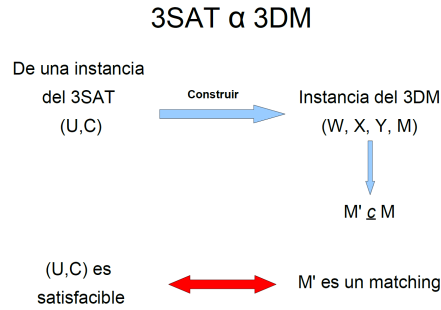 3SAT α 3DM
De una instancia
del 3SAT
(U,C)
Construir
Instancia del 3DM
(W, X, Y, M)
M' c M
(U,C) es
satisfacible
M' es un matching